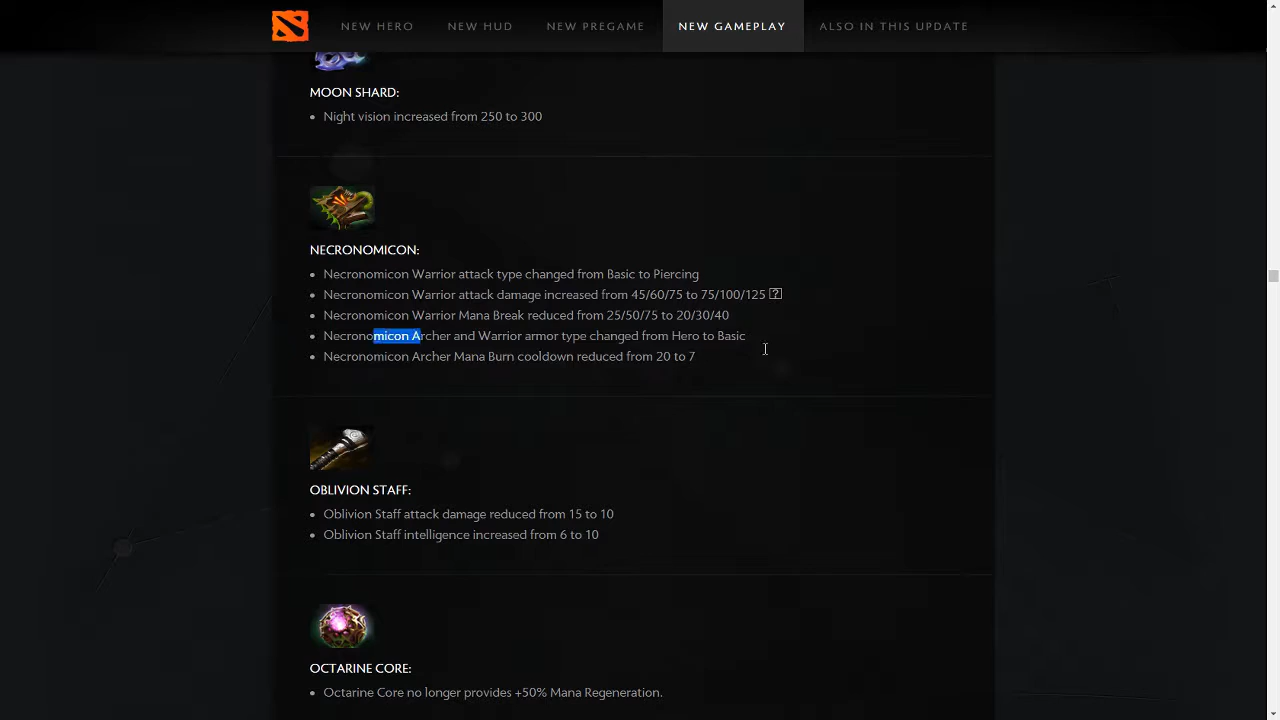 NEW HERO NEW HUD NEW PREGAME NEW GAMEPLAY ALSO IN THIS UPDATE
MOON SHARD:
• Night vision increased from 250 to 300
NECRONOMICON:
• Necronomicon Warrior attack type changed from Basic to Piercing
• Necronomicon Warrior attack damage increased from 45/60/75 to 75/100/125 ?
• Necronomicon Warrior Mana Break reduced from 25/50/75 to 20/30/40
• Necronomicon Archer and Warrior armor type changed from Hero to Basic
• Necronomicon Archer Mana Burn cooldown reduced from 20 to 7
OBLIVION STAFF:
• Oblivion Staff attack damage reduced from 15 to 10
• Oblivion Staff intelligence increased from 6 to 10
OCTARINE CORE:
• Octarine Core no longer provides +50% Mana Regeneration.